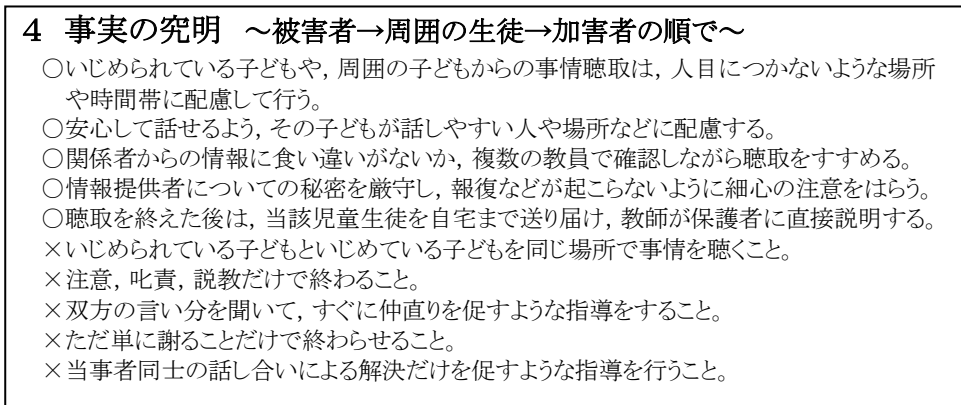 4 事実の究明 ～被害者→周囲の生徒→加害者の順で～
○いじめられている子どもや，周囲の子どもからの事情聴取は，人目につかないような場所
や時間帯に配慮して行う。
○安心して話せるよう，その子どもが話しやすい人や場所などに配慮する。
○関係者からの情報に食い違いがないか，複数の教員で確認しながら聴取をすすめる。
○情報提供者についての秘密を厳守し，報復などが起こらないように細心の注意をはらう。
○聴取を終えた後は，当該児童生徒を自宅まで送り届け，教師が保護者に直接説明する。
×いじめられている子どもといじめている子どもを同じ場所で事情を聴くこと。
×注意，叱責，説教だけで終わること。
×双方の言い分を聞いて，すぐに仲直りを促すような指導をすること。
×ただ単に謝ることだけで終わらせること。
×当事者同士の話し合いによる解決だけを促すような指導を行うこと。